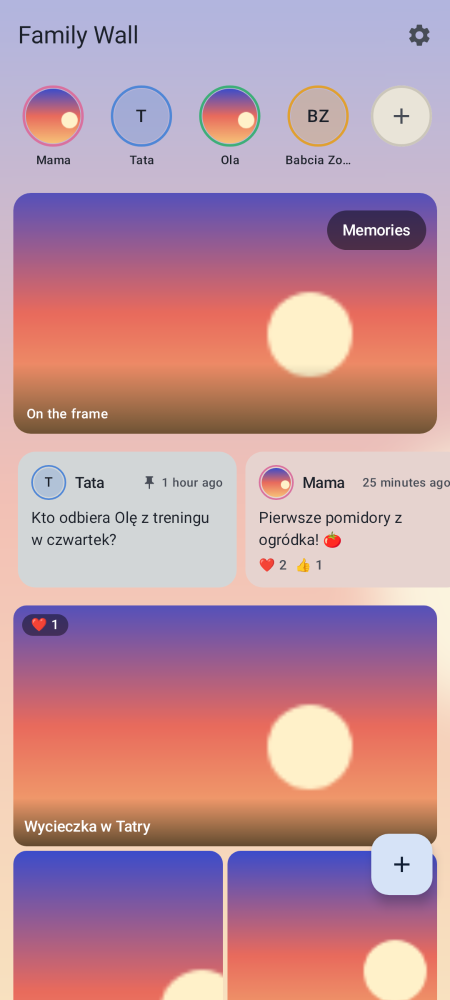 Family Wall
T
BZ
Mama
Tata
Ola
Babcia Zo…
Memories
On the frame
T
Tata
1 hour ago
Kto odbiera Olę z treningu
w czwartek?
Mama
25 minutes ago
Pierwsze pomidory z
ogródka! 🍅
❤️ 2 👍 1
❤️ 1
Wycieczka w Tatry